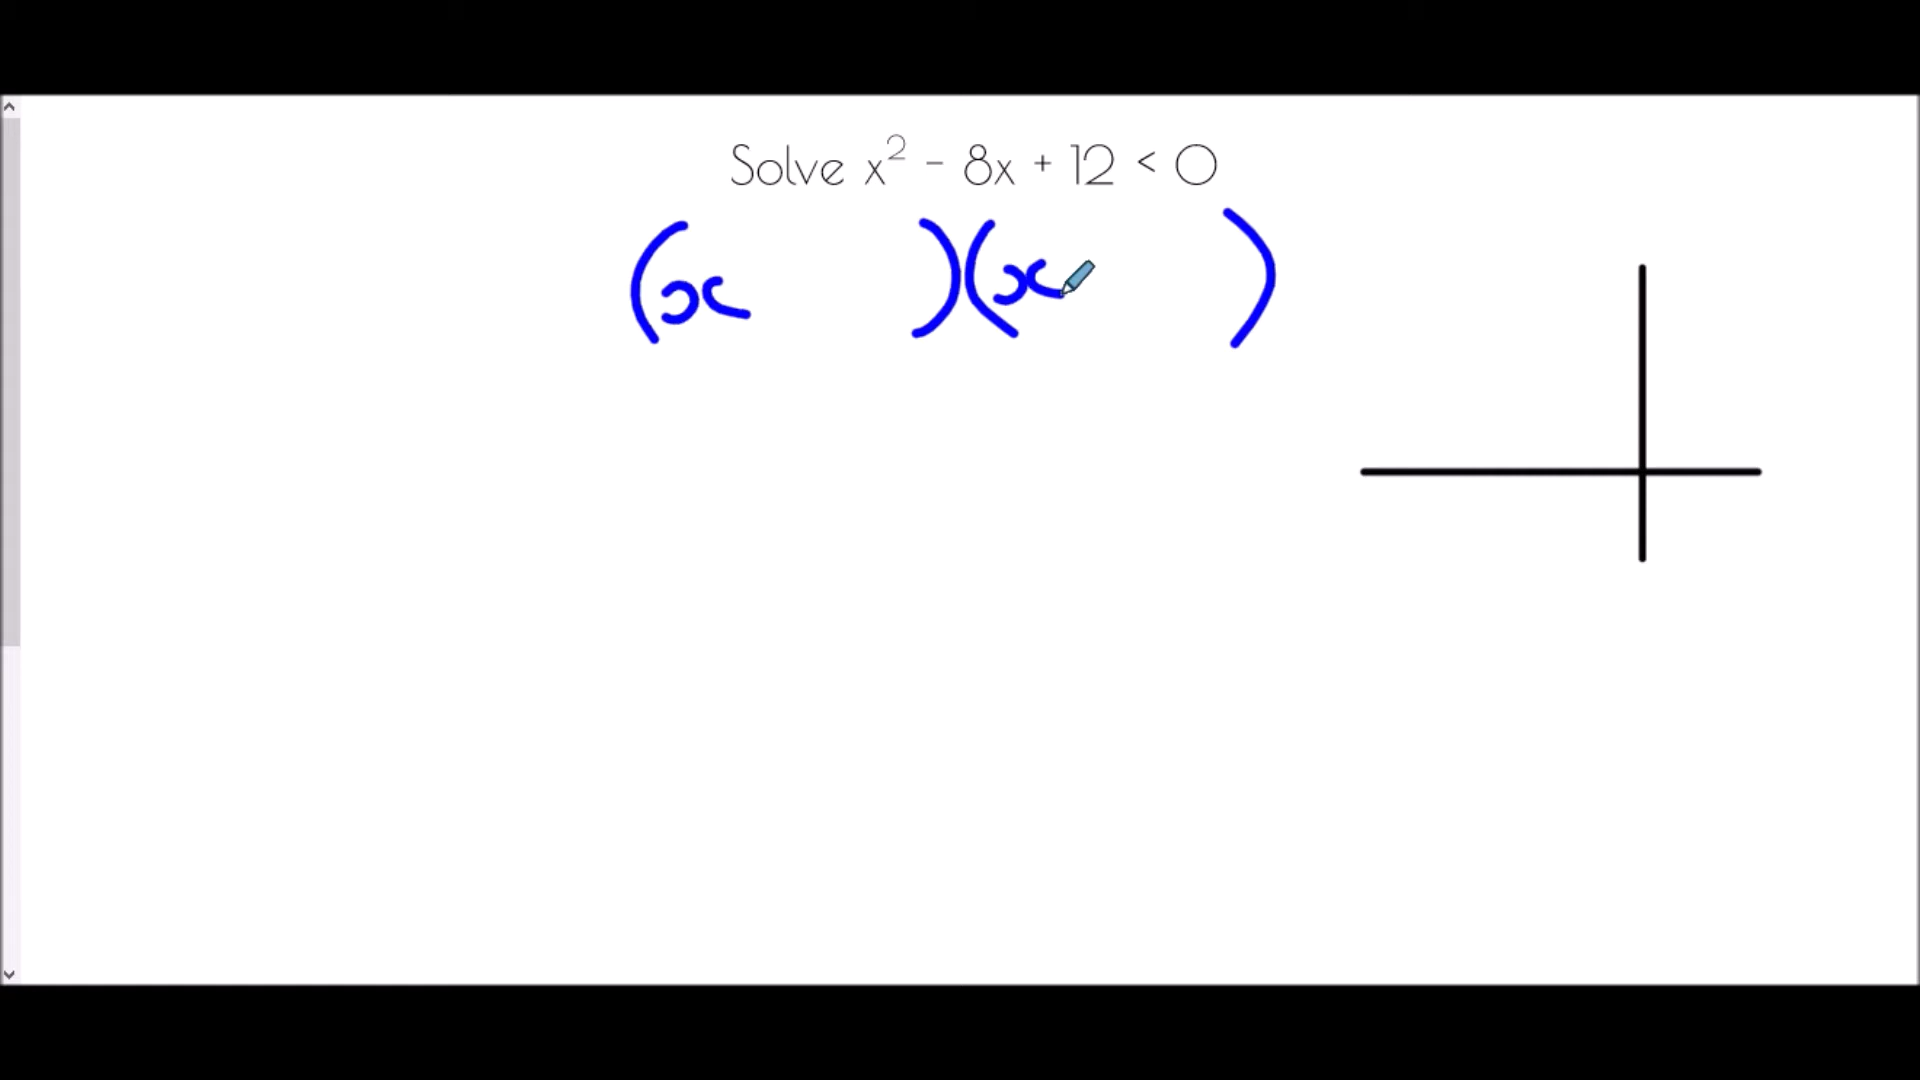 Solve x² - 8x + 12 < 0
(x )(x )